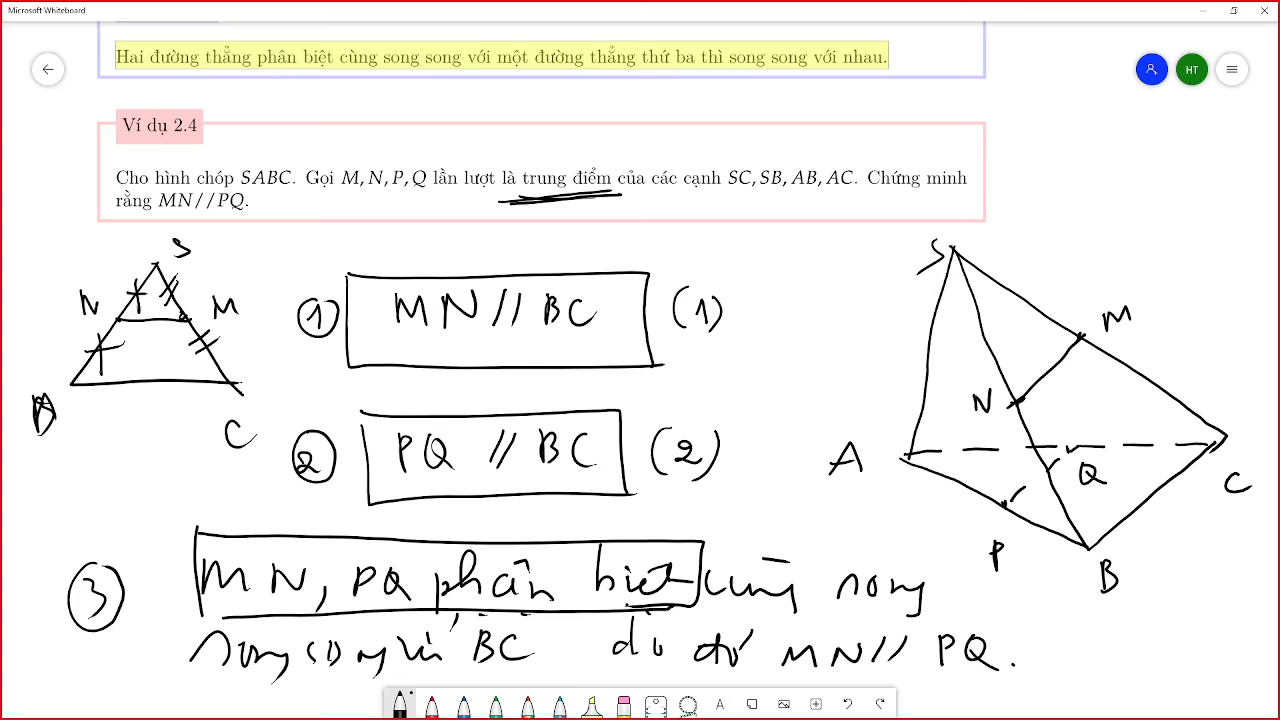 Microsoft Whiteboard
Hai đường thẳng phân biệt cùng song song với một đường thẳng thứ ba thì song song với nhau.
HT
Ví dụ 2.4
Cho hình chóp SABC. Gọi M, N, P, Q lần lượt là trung điểm của các cạnh SC, SB, AB, AC. Chứng minh
rằng MN//PQ.
S
N
M
C
① MN // BC (1)
② PQ // BC (2)
③ MN, PQ phân biệt cùng song
song với BC do đó MN // PQ.
S
M
N
A
Q
C
P
B
A